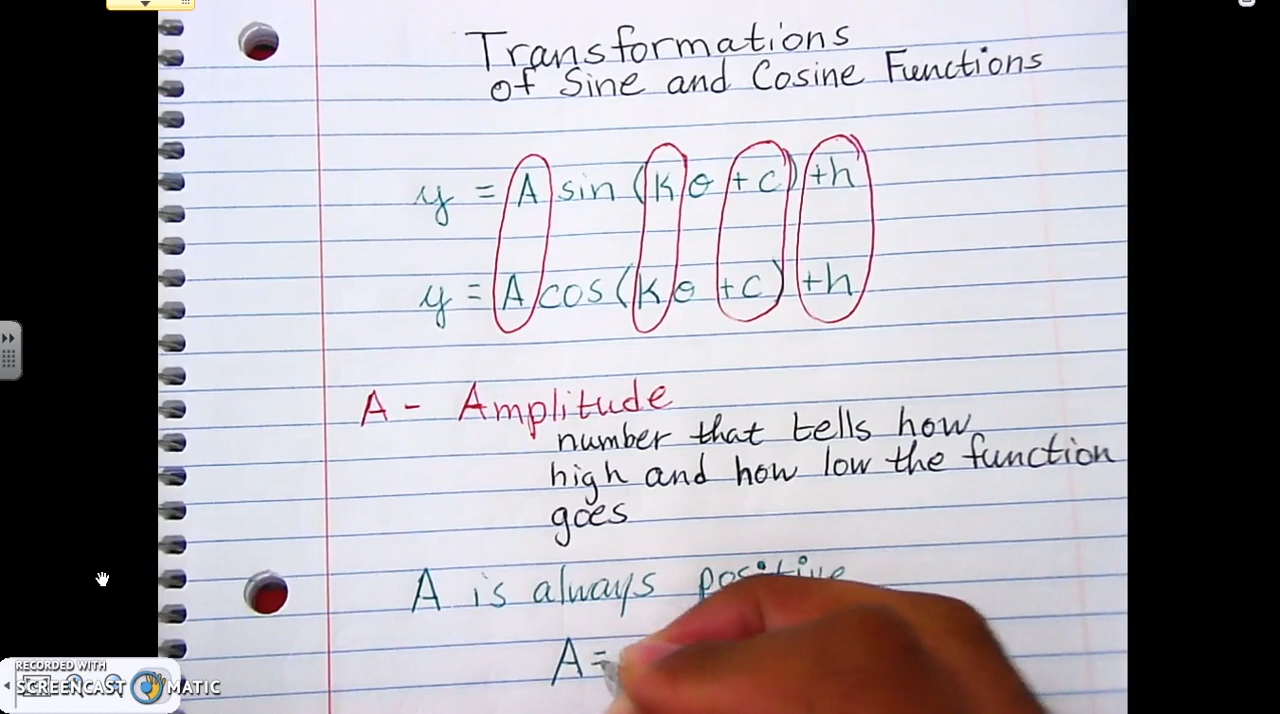 Transformations
of Sine and Cosine Functions
y = A sin (kθ + c) + h
y = A cos (kθ + c) + h
A - Amplitude
number that tells how
high and how low the function
goes
A is always positive
A =
RECORDED WITH
SCREENCAST MATIC